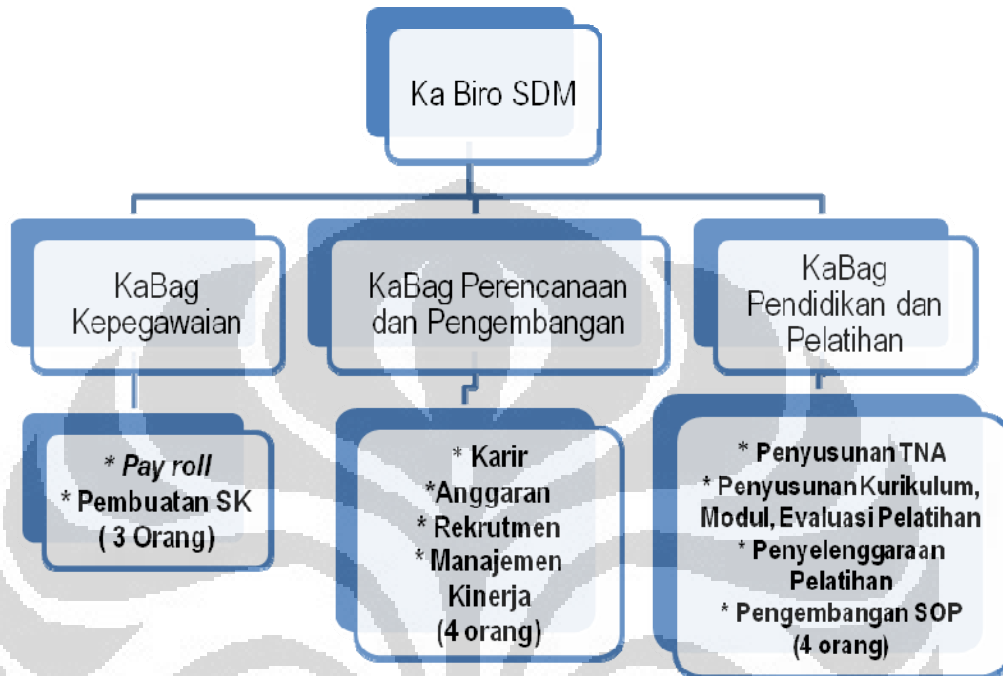 Ka Biro SDM
KaBag
Kepegawaian
KaBag Perencanaan
dan Pengembangan
KaBag
Pendidikan dan
Pelatihan
* Pay roll
* Pembuatan SK
( 3 Orang)
* Karir
*Anggaran
* Rekrutmen
* Manajemen
Kinerja
(4 orang)
* Penyusunan TNA
* Penyusunan Kurikulum,
Modul, Evaluasi Pelatihan
* Penyelenggaraan
Pelatihan
* Pengembangan SOP
(4 orang)